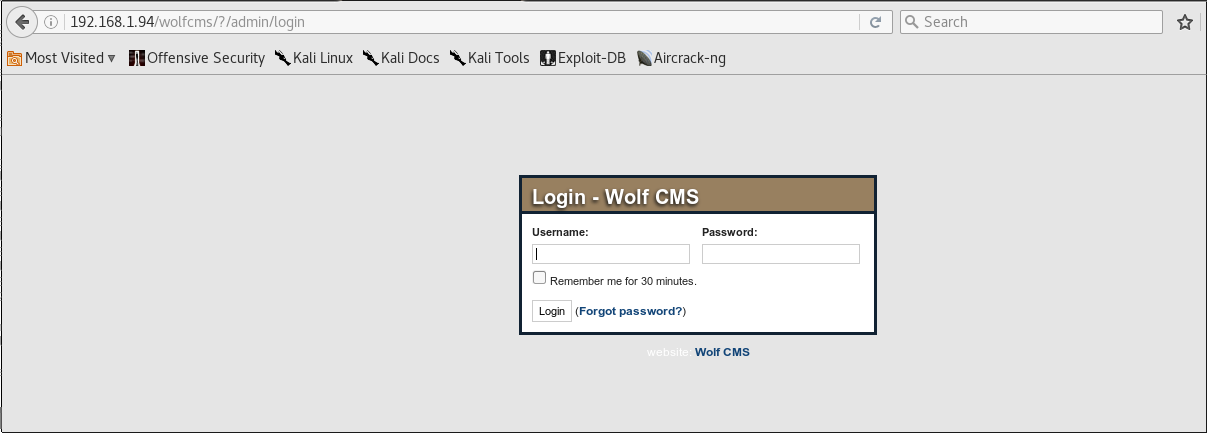 192.168.1.94/wolfcms/?/admin/login
Search
Most Visited Offensive Security Kali Linux Kali Docs Kali Tools Exploit-DB Aircrack-ng
Login - Wolf CMS
Username: Password:
Remember me for 30 minutes.
Login (Forgot password?)
website: Wolf CMS